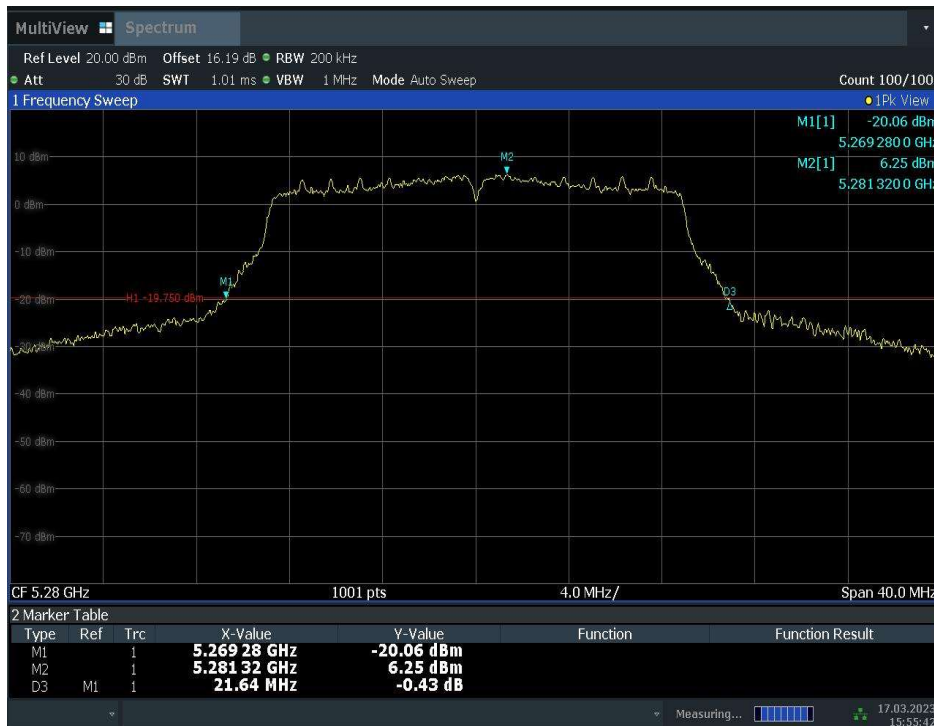 MultiView Spectrum
Ref Level 20.00 dBm Offset 16.19 dB RBW 200 kHz
Att 30 dB SWT 1.01 ms VBW 1 MHz Mode Auto Sweep Count 100/100
1 Frequency Sweep 1Pk View
M1[1] -20.06 dBm
5.269 280 0 GHz
M2[1] 6.25 dBm
5.281 320 0 GHz
10 dBm
M2
0 dBm
-10 dBm
M1
-20 dBm
H1 -19.750 dBm
D3
-30 dBm
-40 dBm
-50 dBm
-60 dBm
-70 dBm
CF 5.28 GHz 1001 pts 4.0 MHz/ Span 40.0 MHz
2 Marker Table
Type Ref Trc X-Value Y-Value Function Function Result
M1 1 5.269 28 GHz -20.06 dBm
M2 1 5.281 32 GHz 6.25 dBm
D3 M1 1 21.64 MHz -0.43 dB
Measuring... 17.03.2023
15:55:42